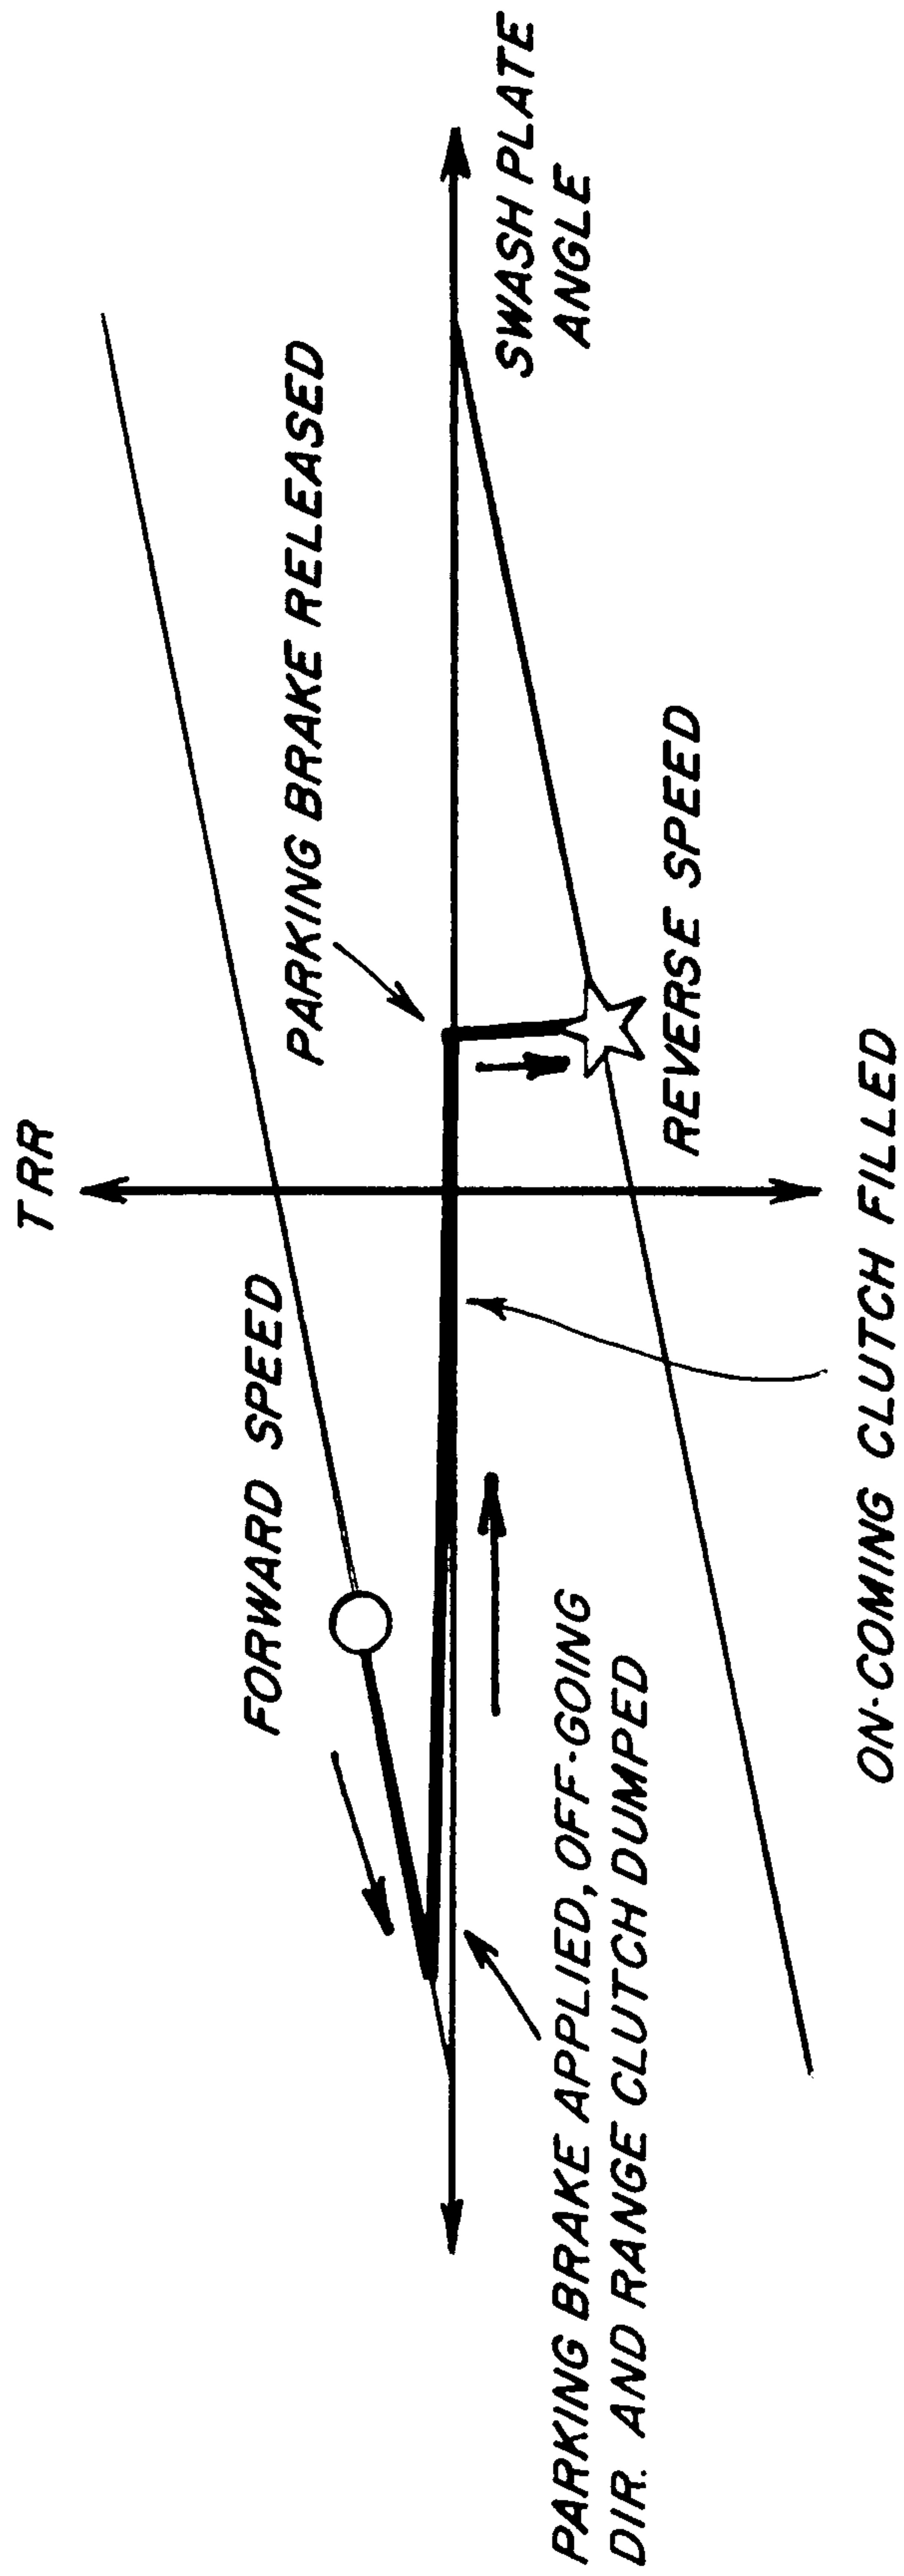 TRR
FORWARD SPEED
PARKING BRAKE RELEASED
SWASH PLATE
ANGLE
PARKING BRAKE APPLIED, OFF-GOING
DIR. AND RANGE CLUTCH DUMPED
REVERSE SPEED
ON-COMING CLUTCH FILLED